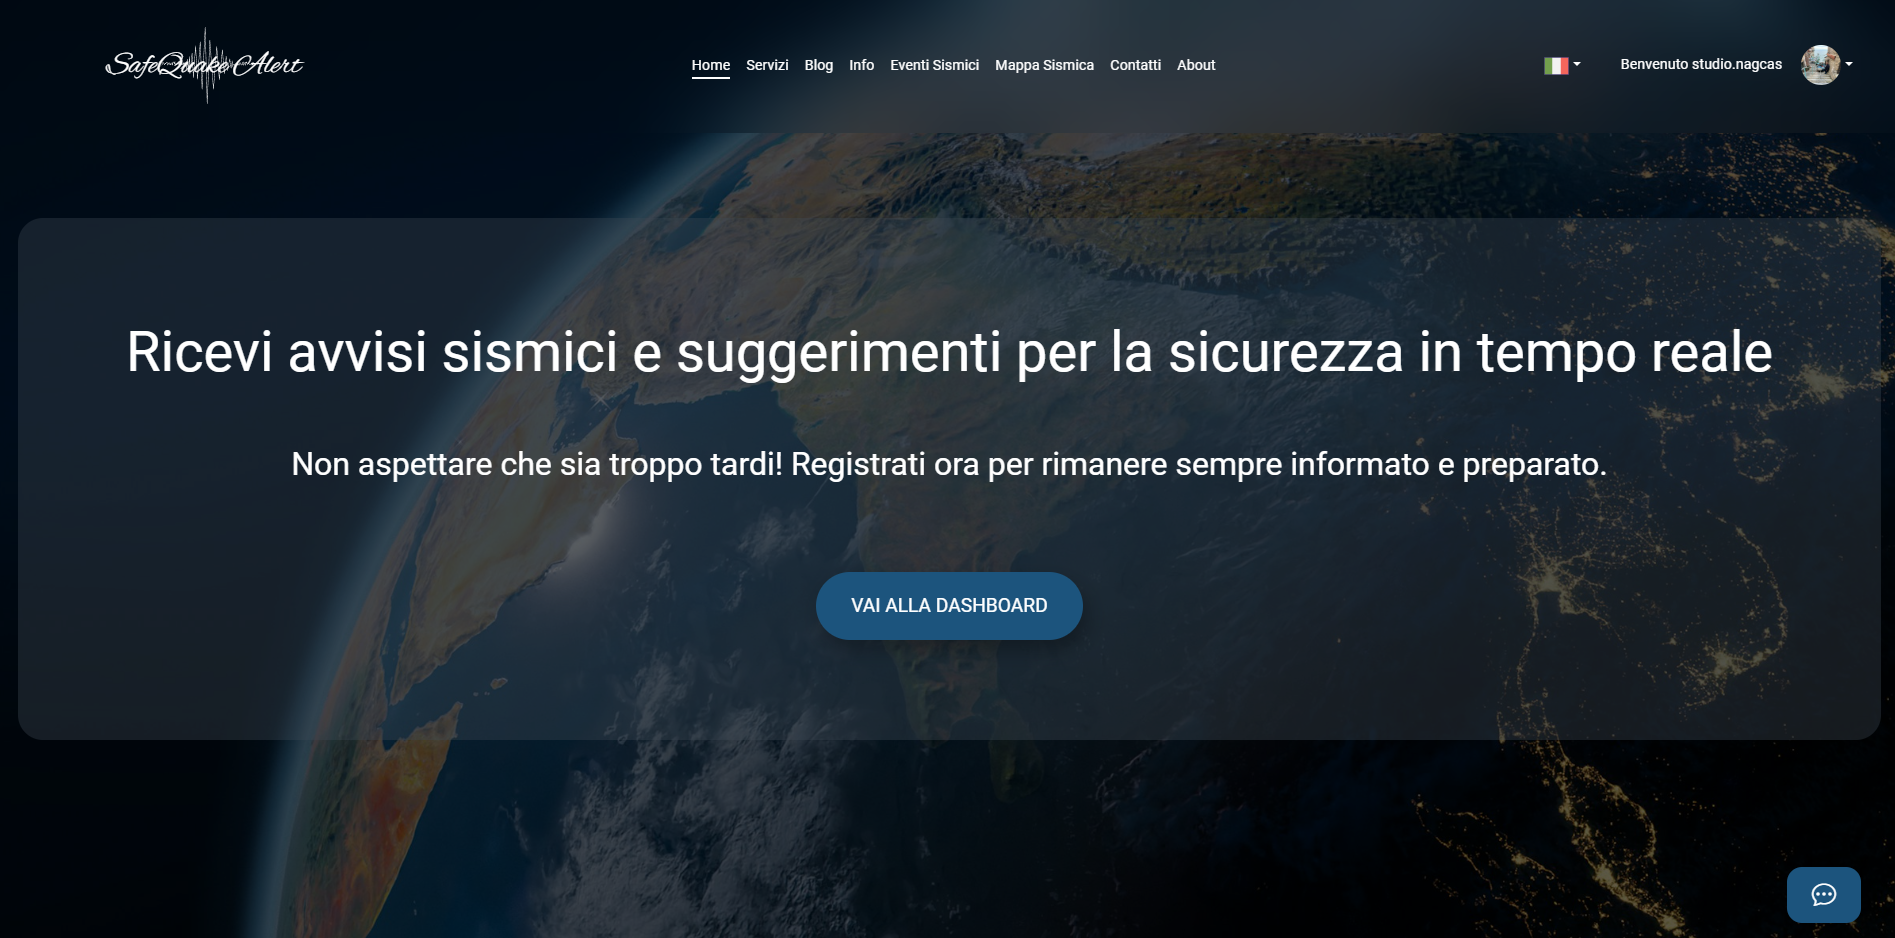 SafeQuake Alert
Home Servizi Blog Info Eventi Sismici Mappa Sismica Contatti About
Benvenuto studio.nagcas
Ricevi avvisi sismici e suggerimenti per la sicurezza in tempo reale
Non aspettare che sia troppo tardi! Registrati ora per rimanere sempre informato e preparato.
VAI ALLA DASHBOARD